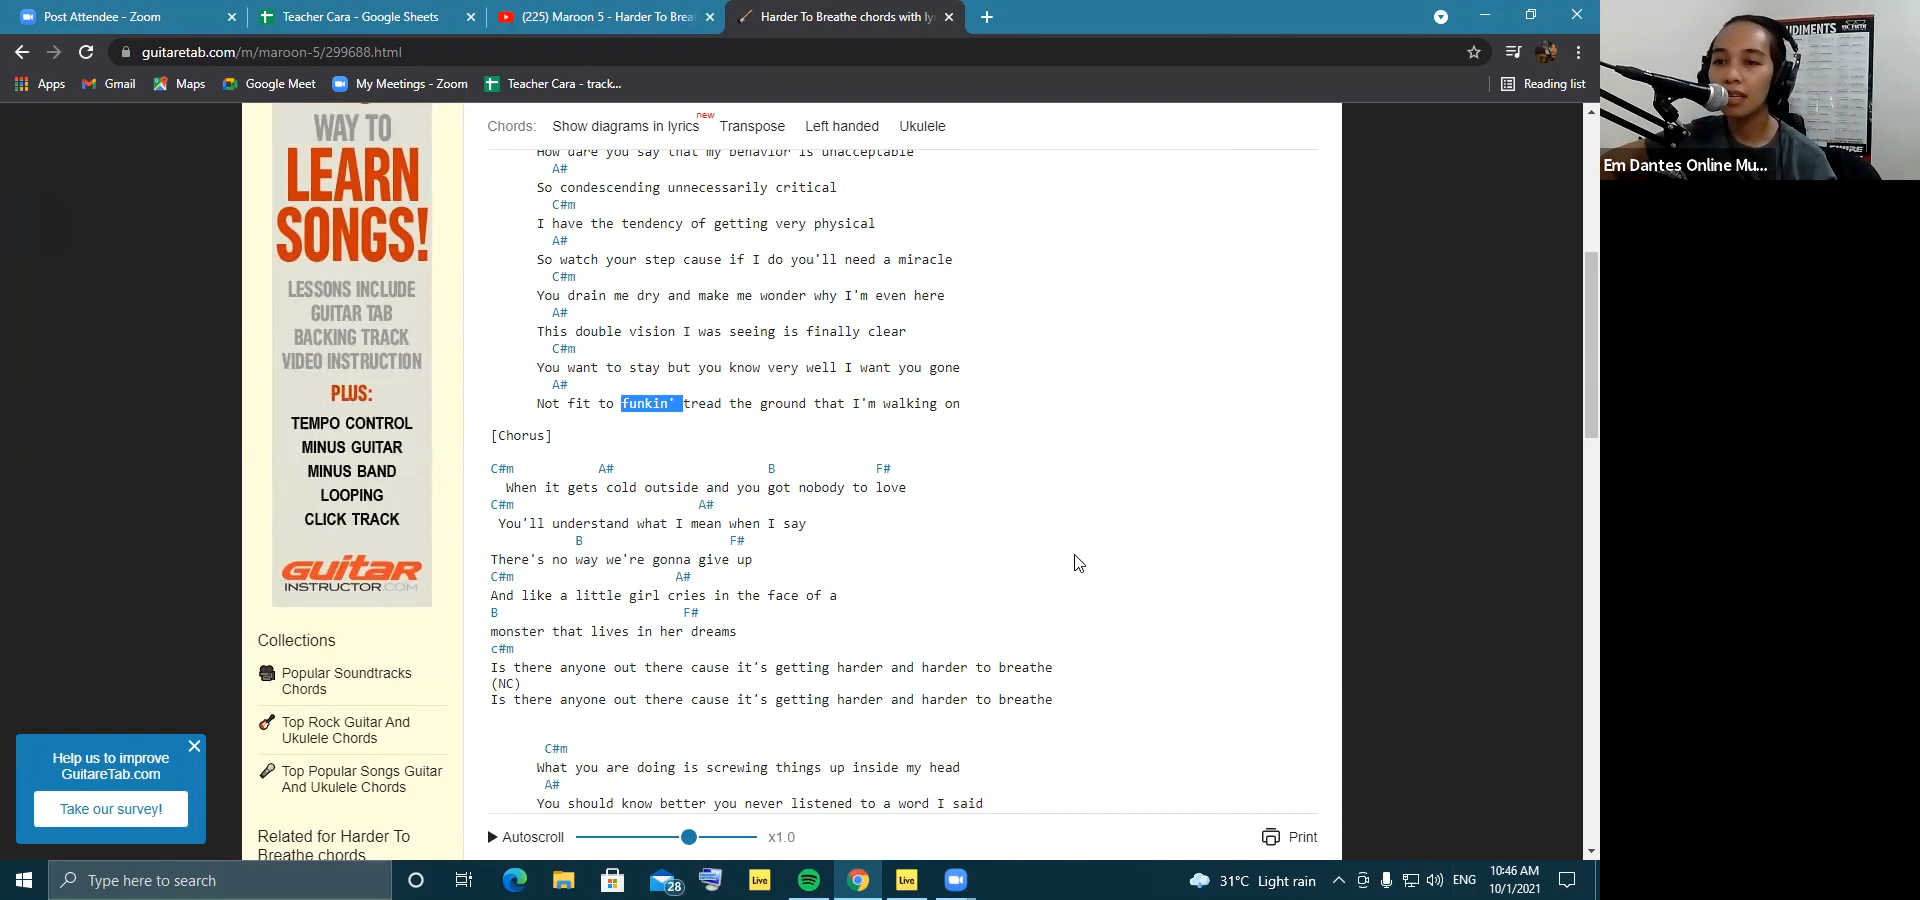 Post Attendee - Zoom
Teacher Cara - Google Sheets
(225) Maroon 5 - Harder To Brea
Harder To Breathe chords with ly
guitaretab.com/m/maroon-5/299688.html
Apps
Gmail
Maps
Google Meet
My Meetings - Zoom
Teacher Cara - track...
Reading list
WAY TO
LEARN
SONGS!
LESSONS INCLUDE
GUITAR TAB
BACKING TRACK
VIDEO INSTRUCTION
PLUS:
TEMPO CONTROL
MINUS GUITAR
MINUS BAND
LOOPING
CLICK TRACK
GUITAR
INSTRUCTOR.COM
Collections
Popular Soundtracks
Chords
Top Rock Guitar And
Ukulele Chords
Top Popular Songs Guitar
And Ukulele Chords
Related for Harder To
Breathe chords
Help us to improve
GuitareTab.com
Take our survey!
Chords: Show diagrams in lyrics new Transpose Left handed Ukulele
How dare you say that my behavior is unacceptable
A#
So condescending unnecessarily critical
C#m
I have the tendency of getting very physical
A#
So watch your step cause if I do you'll need a miracle
C#m
You drain me dry and make me wonder why I'm even here
A#
This double vision I was seeing is finally clear
C#m
You want to stay but you know very well I want you gone
A#
Not fit to funkin' tread the ground that I'm walking on
[Chorus]
C#m A# B F#
When it gets cold outside and you got nobody to love
C#m A#
You'll understand what I mean when I say
B F#
There's no way we're gonna give up
C#m A#
And like a little girl cries in the face of a
B F#
monster that lives in her dreams
c#m
Is there anyone out there cause it's getting harder and harder to breathe
(NC)
Is there anyone out there cause it's getting harder and harder to breathe
C#m
What you are doing is screwing things up inside my head
A#
You should know better you never listened to a word I said
Autoscroll x1.0 Print
UDIMENTS
Em Dantes Online Mu...
Type here to search
28
Live
Live
31°C Light rain
ENG
10:46 AM
10/1/2021